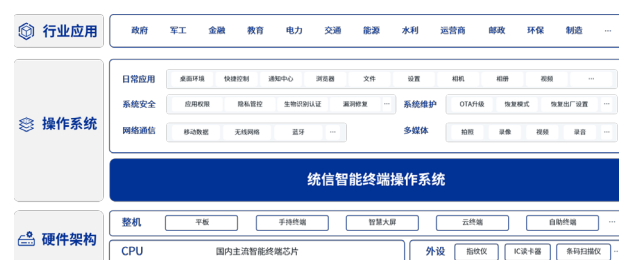 行业应用 政府 军工 金融 教育 电力 交通 能源 水利 运营商 邮政 环保 制造 ...
日常应用 桌面环境 快捷控制 通知中心 浏览器 文件 设置 相机 相册 视频 ...
系统安全 应用权限 隐私管控 生物识别认证 漏洞修复 ... 系统维护 OTA升级 恢复模式 恢复出厂设置 ...
操作系统
网络通信 移动数据 无线网络 蓝牙 ... 多媒体 拍照 录像 视频 录音 ...
统信智能终端操作系统
整机 平板 手持终端 智慧大屏 云终端 自助终端 ...
硬件架构
CPU 国内主流智能终端芯片 外设 指纹仪 IC读卡器 条码扫描仪 ...